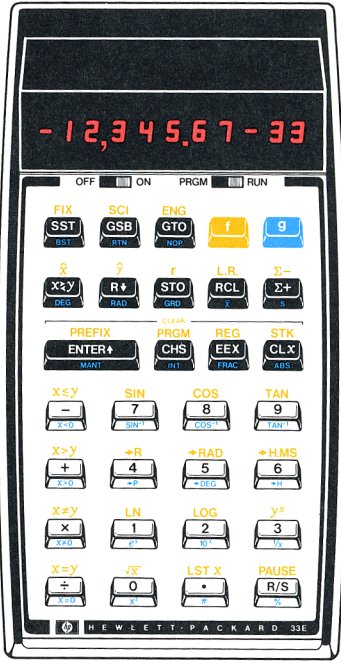 -12,345.67-33
OFF ON PRGM RUN
FIX SCI ENG
SST GSB GTO f g
BST RTN NOP
x̂ ŷ r L.R. Σ−
x≷y R↓ STO RCL Σ+
DEG RAD GRD x̄ s
CLEAR
PREFIX PRGM REG STK
ENTER↑ CHS EEX CLX
MANT INT FRAC ABS
x≤y SIN COS TAN
− 7 8 9
x<0 SIN⁻¹ COS⁻¹ TAN⁻¹
x>y →R →RAD →H.MS
+ 4 5 6
x>0 →P →DEG →H
x≠y LN LOG yˣ
× 1 2 3
x≠0 eˣ 10ˣ 1/x
x=y √x LST x PAUSE
÷ 0 • R/S
x=0 x² π %
hp HEWLETT·PACKARD 33E